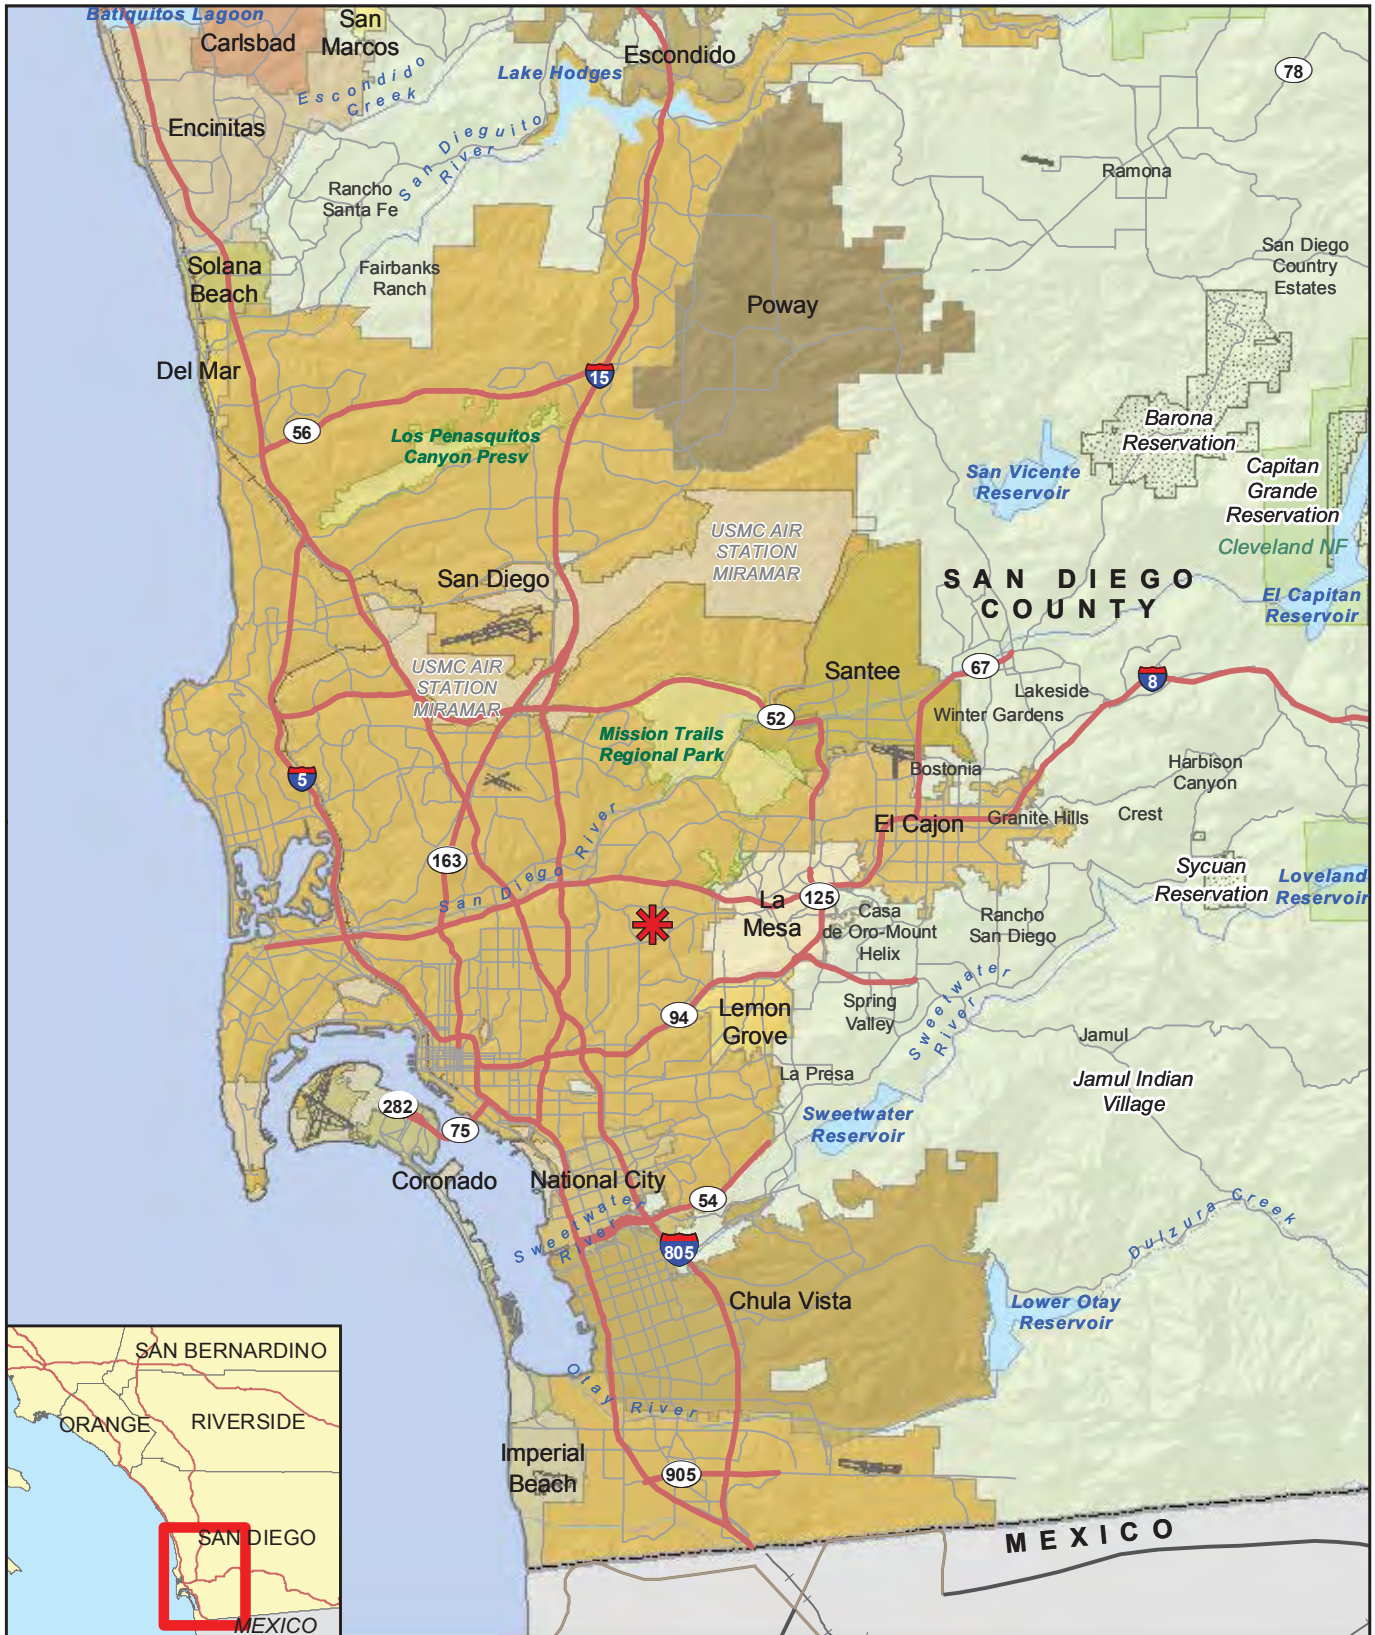 Batiquitos Lagoon
Carlsbad
San
Marcos
Escondido
Lake Hodges
78
Escondido
Creek
Encinitas
San Dieguito
River
Ramona
Rancho
Santa Fe
San Diego
Country
Estates
Solana
Beach
Fairbanks
Ranch
Poway
Del Mar
15
56
Los Penasquitos
Canyon Presv
Barona
Reservation
San Vicente
Reservoir
Capitan
Grande
Reservation
Cleveland NF
USMC AIR
STATION
MIRAMAR
San Diego
SAN DIEGO
COUNTY
El Capitan
Reservoir
USMC AIR
STATION
MIRAMAR
Santee
67
8
Lakeside
Winter Gardens
52
Mission Trails
Regional Park
5
Bostonia
Harbison
Canyon
El Cajon
Granite Hills
Crest
163
San Diego River
Sycuan
Reservation
Loveland
Reservoir
La
Mesa
125
Casa
de Oro-Mount
Helix
Rancho
San Diego
Sweetwater
River
94
Lemon
Grove
Spring
Valley
Jamul
La Presa
Jamul Indian
Village
282
75
Sweetwater
Reservoir
Coronado
National City
54
Sweetwater
River
805
Dulzura Creek
Chula Vista
Lower Otay
Reservoir
Otay River
Imperial
Beach
905
MEXICO
SAN BERNARDINO
ORANGE
RIVERSIDE
SAN DIEGO
MEXICO